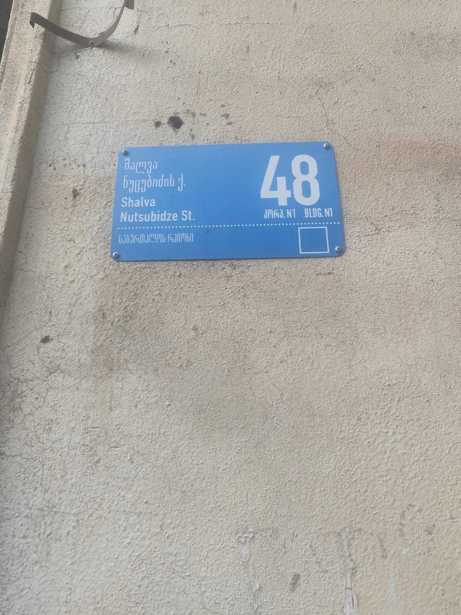 შალვა
ნუცუბიძის ქ.
Shalva
Nutsubidze St.
48
კორპ. N1 BLDG. N1
საბურთალოს რაიონი